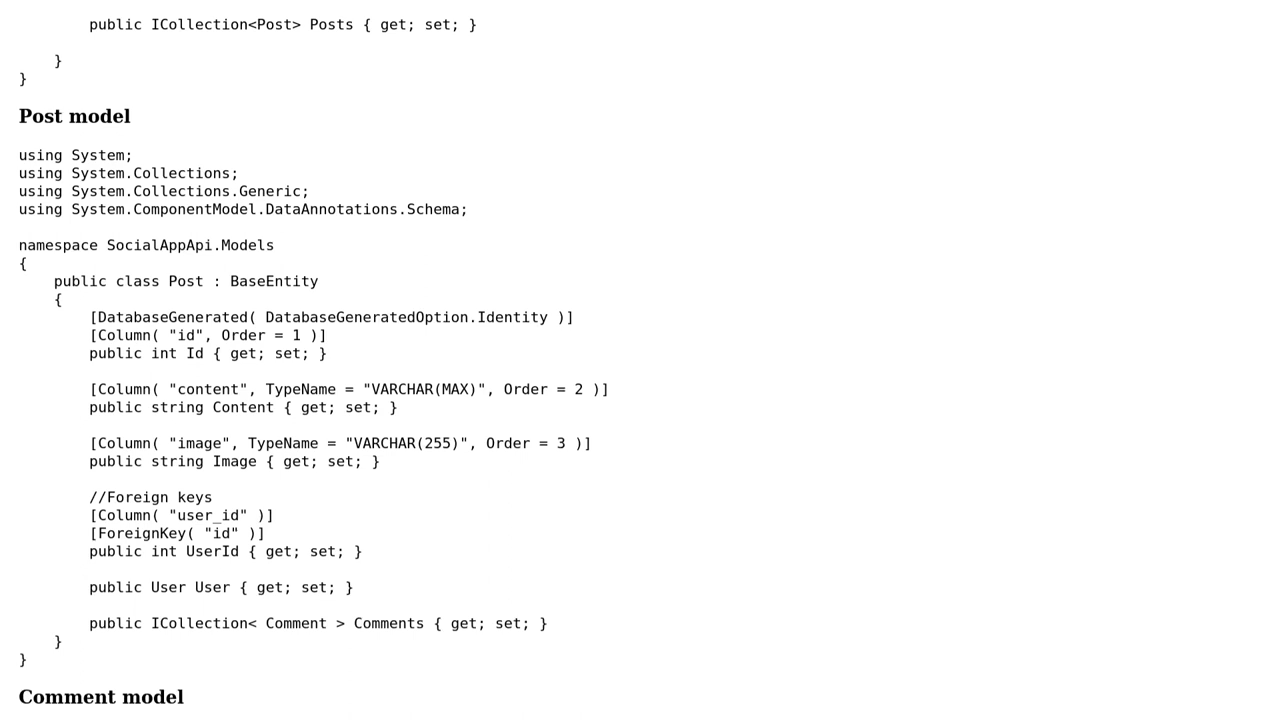 public ICollection<Post> Posts { get; set; }

    }
}
Post model
using System;
using System.Collections;
using System.Collections.Generic;
using System.ComponentModel.DataAnnotations.Schema;

namespace SocialAppApi.Models
{
    public class Post : BaseEntity
    {
        [DatabaseGenerated( DatabaseGeneratedOption.Identity )]
        [Column( "id", Order = 1 )]
        public int Id { get; set; }

        [Column( "content", TypeName = "VARCHAR(MAX)", Order = 2 )]
        public string Content { get; set; }

        [Column( "image", TypeName = "VARCHAR(255)", Order = 3 )]
        public string Image { get; set; }

        //Foreign keys
        [Column( "user_id" )]
        [ForeignKey( "id" )]
        public int UserId { get; set; }

        public User User { get; set; }

        public ICollection< Comment > Comments { get; set; }
    }
}
Comment model